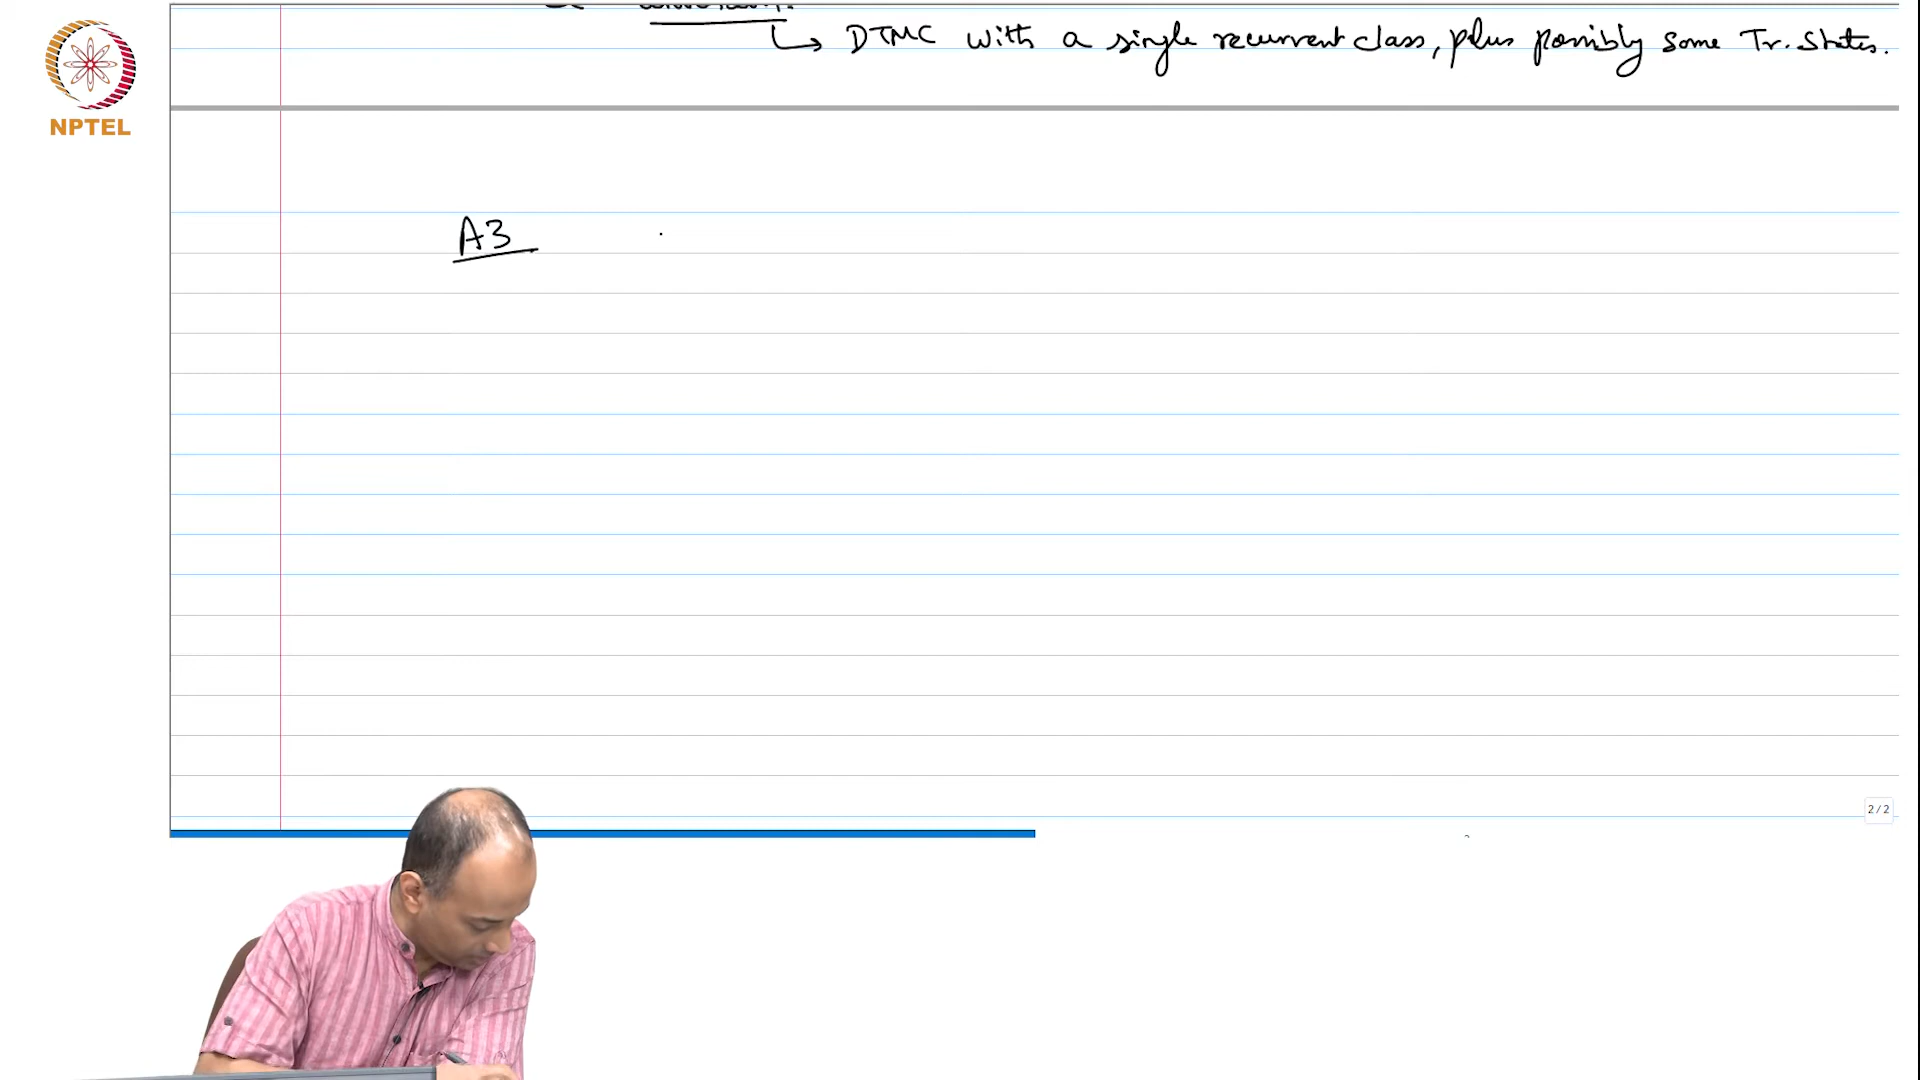 ↳ DTMC with a single recurrent class, plus possibly some Tr. States.
NPTEL
A3
2/2